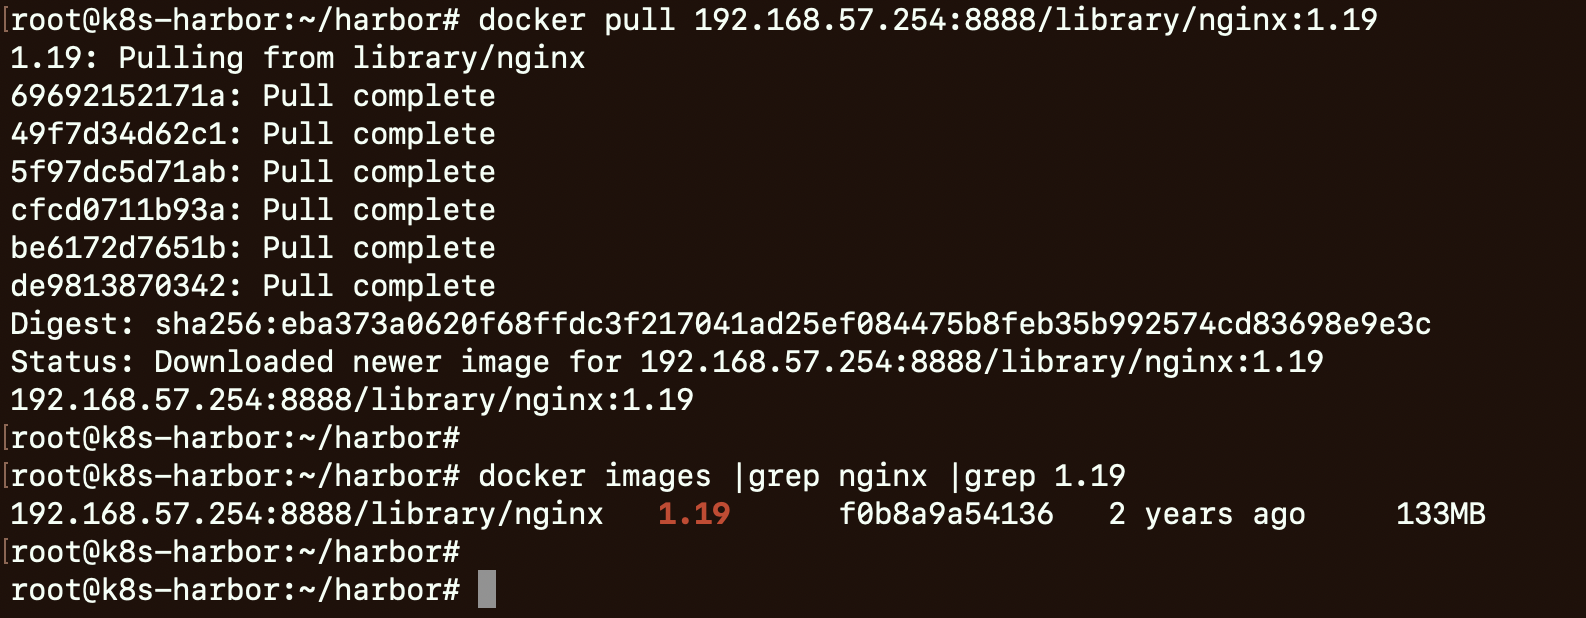 [root@k8s-harbor:~/harbor# docker pull 192.168.57.254:8888/library/nginx:1.19
1.19: Pulling from library/nginx
69692152171a: Pull complete
49f7d34d62c1: Pull complete
5f97dc5d71ab: Pull complete
cfcd0711b93a: Pull complete
be6172d7651b: Pull complete
de9813870342: Pull complete
Digest: sha256:eba373a0620f68ffdc3f217041ad25ef084475b8feb35b992574cd83698e9e3c
Status: Downloaded newer image for 192.168.57.254:8888/library/nginx:1.19
192.168.57.254:8888/library/nginx:1.19
[root@k8s-harbor:~/harbor#
[root@k8s-harbor:~/harbor# docker images |grep nginx |grep 1.19
192.168.57.254:8888/library/nginx   1.19      f0b8a9a54136   2 years ago     133MB
[root@k8s-harbor:~/harbor#
root@k8s-harbor:~/harbor#